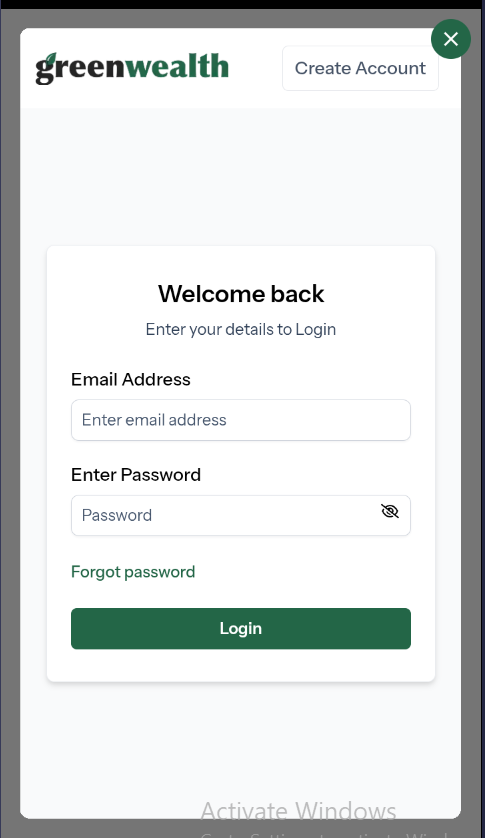 greenwealth
Create Account
Welcome back
Enter your details to Login
Email Address
Enter email address
Enter Password
Password
Forgot password
Login
Activate Windows